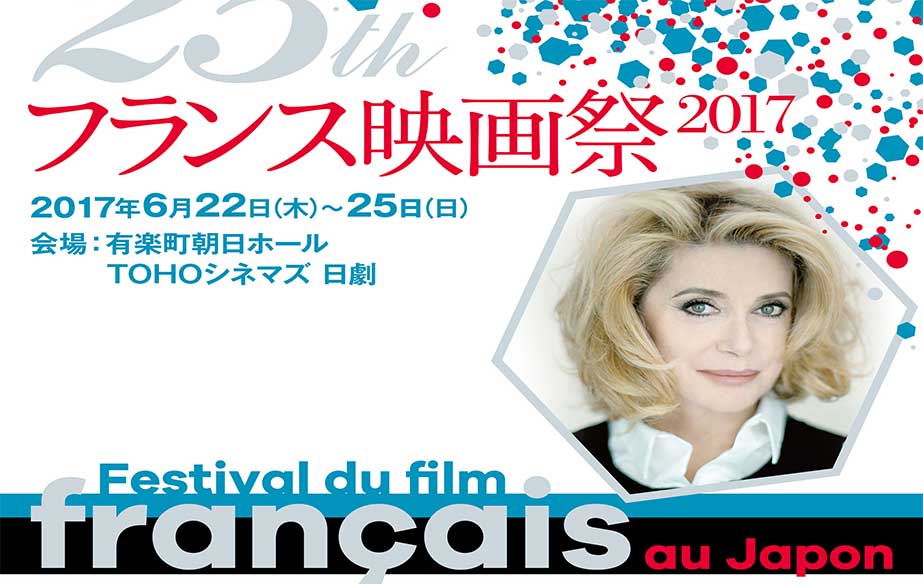 25th
フランス映画祭2017
2017年6月22日(木)～25日(日)
会場：有楽町朝日ホール
TOHOシネマズ 日劇
Festival du film
français
au Japon